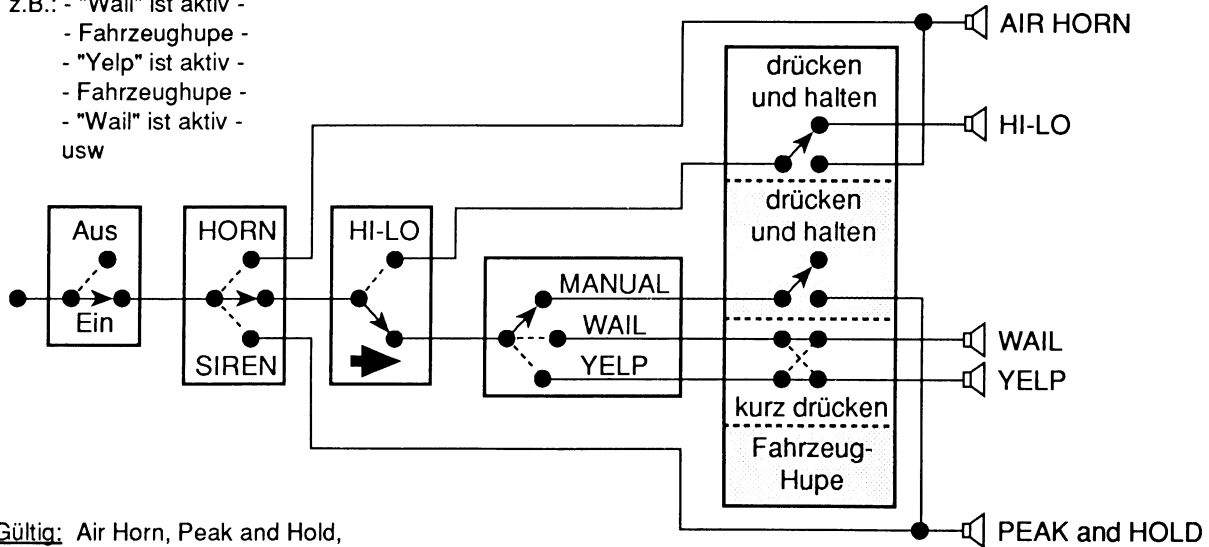 z.B.: - "Wail" ist aktiv -
- Fahrzeughupe -
- "Yelp" ist aktiv -
- Fahrzeughupe -
- "Wail" ist aktiv -
usw
Aus
Ein
HORN
SIREN
HI-LO
MANUAL
WAIL
YELP
drücken
und halten
drücken
und halten
kurz drücken
Fahrzeug-
Hupe
AIR HORN
HI-LO
WAIL
YELP
PEAK and HOLD
Gültig: Air Horn, Peak and Hold,